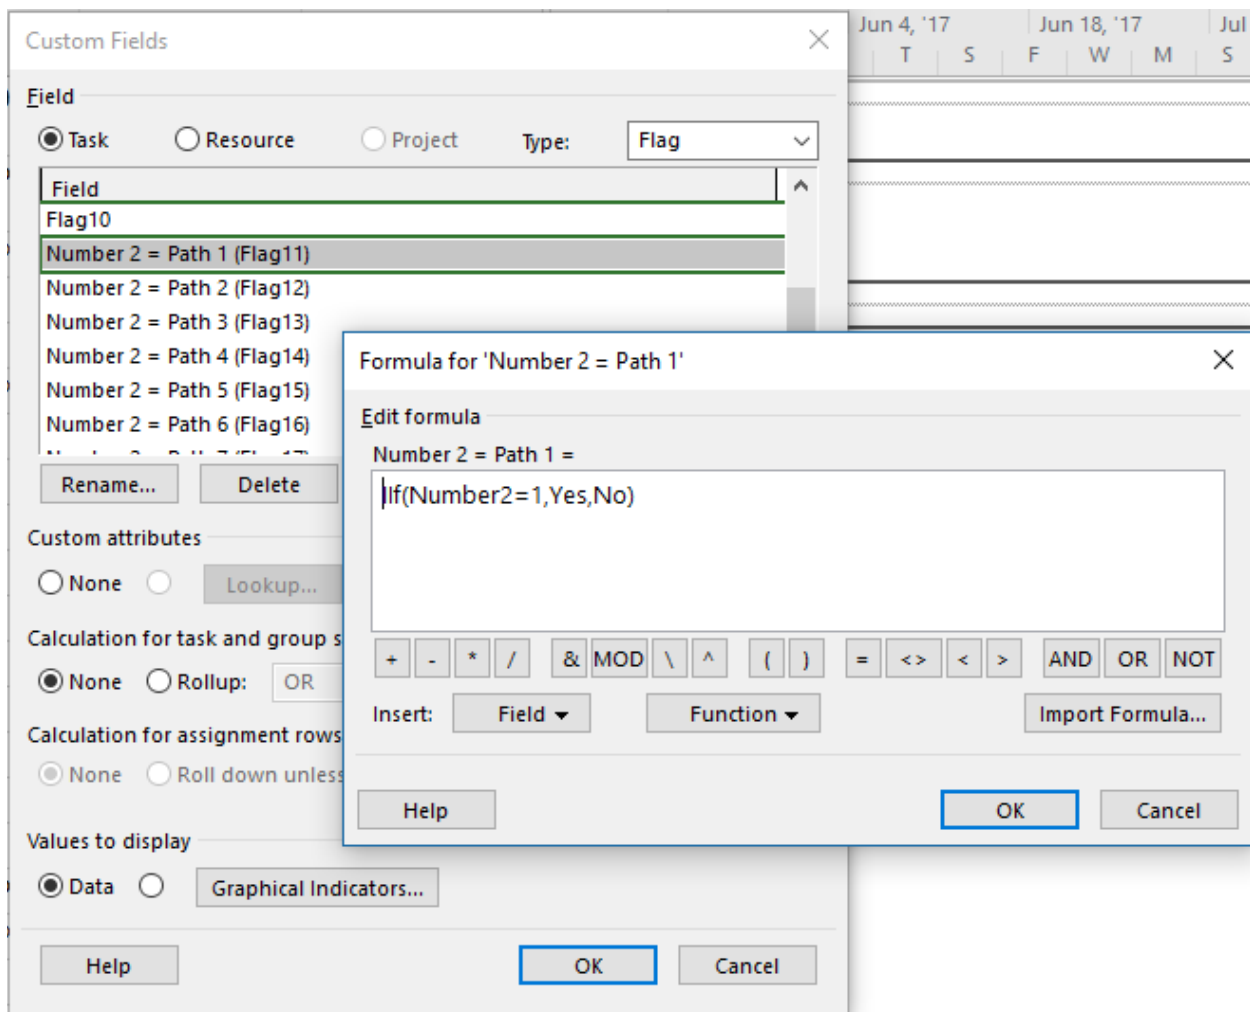 Custom Fields
Jun 4, '17
Jun 18, '17
Jul
T S F W M S
Field
Task
Resource
Project
Type:
Flag
Field
Flag10
Number 2 = Path 1 (Flag11)
Number 2 = Path 2 (Flag12)
Number 2 = Path 3 (Flag13)
Number 2 = Path 4 (Flag14)
Number 2 = Path 5 (Flag15)
Number 2 = Path 6 (Flag16)
Rename...
Delete
Custom attributes
None
Lookup...
Calculation for task and group s
None
Rollup:
OR
Calculation for assignment rows
None
Roll down unless
Values to display
Data
Graphical Indicators...
Help
OK
Cancel
Formula for 'Number 2 = Path 1'
Edit formula
Number 2 = Path 1 =
IIf(Number2=1,Yes,No)
+ - * / & MOD \ ^ ( ) = <> < > AND OR NOT
Insert:
Field
Function
Import Formula...
Help
OK
Cancel